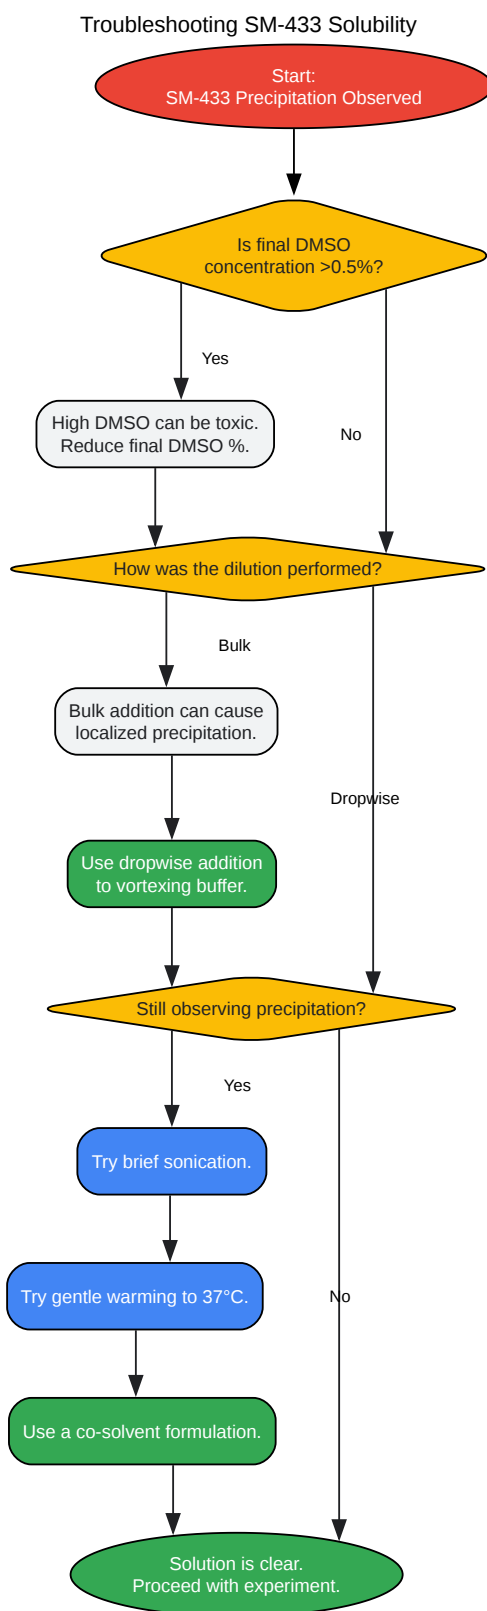 Troubleshooting SM-433 Solubility
Start:
SM-433 Precipitation Observed
Is final DMSO
concentration >0.5%?
Yes
High DMSO can be toxic.
Reduce final DMSO %.
No
How was the dilution performed?
Bulk
Bulk addition can cause
localized precipitation.
Dropwise
Use dropwise addition
to vortexing buffer.
Still observing precipitation?
Yes
Try brief sonication.
Try gentle warming to 37°C.
No
Use a co-solvent formulation.
Solution is clear.
Proceed with experiment.